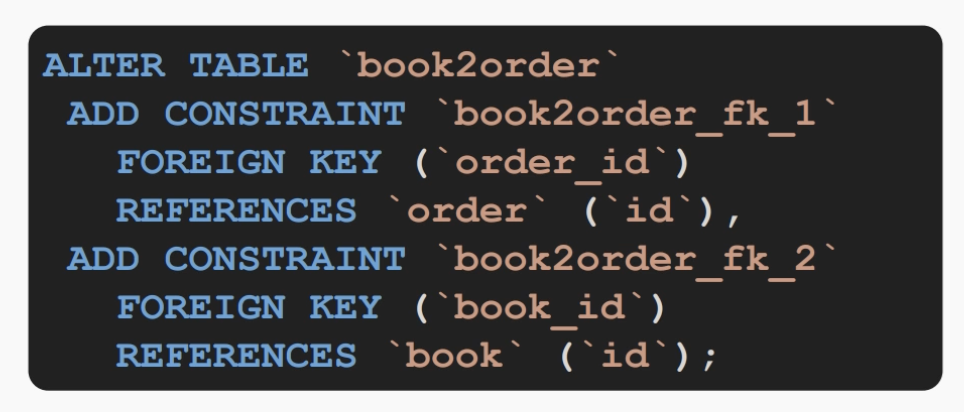 ALTER TABLE `book2order`
ADD CONSTRAINT `book2order_fk_1`
FOREIGN KEY (`order_id`)
REFERENCES `order` (`id`),
ADD CONSTRAINT `book2order_fk_2`
FOREIGN KEY (`book_id`)
REFERENCES `book` (`id`);